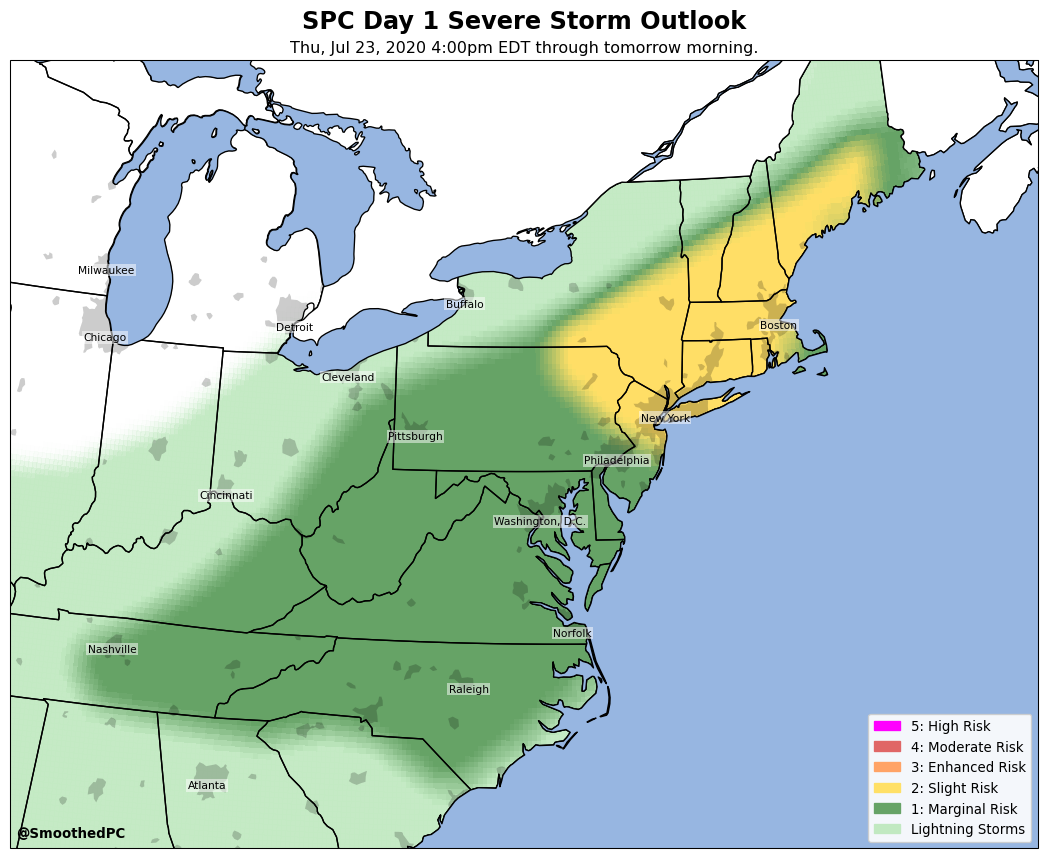 SPC Day 1 Severe Storm Outlook
Thu, Jul 23, 2020 4:00pm EDT through tomorrow morning.
Milwaukee
Buffalo
Boston
Detroit
Chicago
Cleveland
New York
Pittsburgh
Philadelphia
Cincinnati
Washington, D.C.
Norfolk
Nashville
Raleigh
Atlanta
5: High Risk
4: Moderate Risk
3: Enhanced Risk
2: Slight Risk
1: Marginal Risk
Lightning Storms
@SmoothedPC